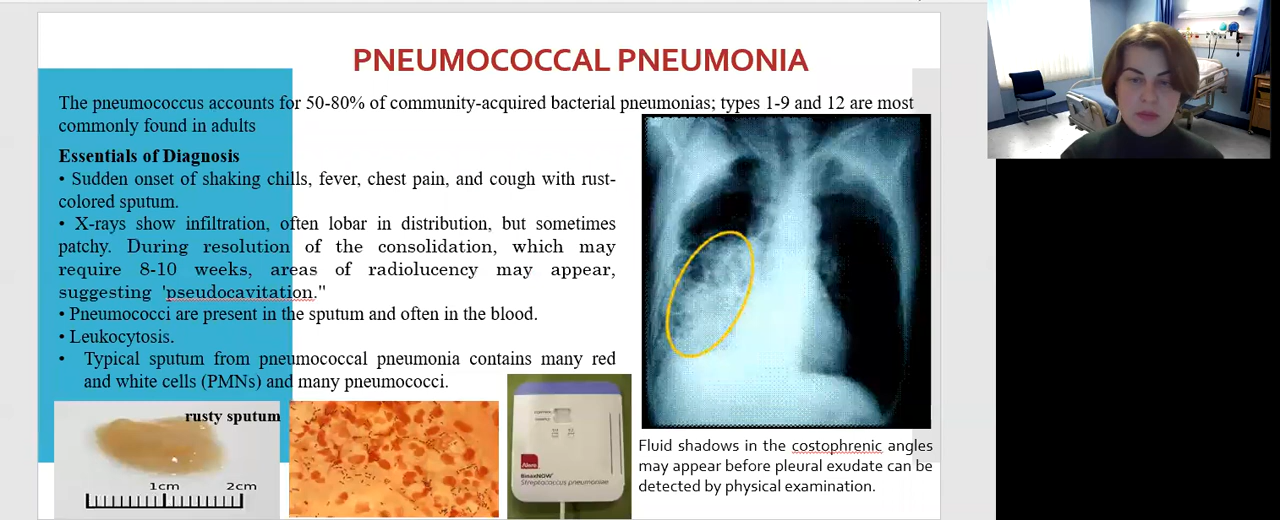 PNEUMOCOCCAL PNEUMONIA
The pneumococcus accounts for 50-80% of community-acquired bacterial pneumonias; types 1-9 and 12 are most
commonly found in adults
Essentials of Diagnosis
• Sudden onset of shaking chills, fever, chest pain, and cough with rust-
colored sputum.
• X-rays show infiltration, often lobar in distribution, but sometimes
patchy. During resolution of the consolidation, which may
require 8-10 weeks, areas of radiolucency may appear,
suggesting 'pseudocavitation."
• Pneumococci are present in the sputum and often in the blood.
• Leukocytosis.
• Typical sputum from pneumococcal pneumonia contains many red
and white cells (PMNs) and many pneumococci.
rusty sputum
1cm 2cm
Alere
BinaxNOW
Streptococcus pneumoniae
Fluid shadows in the costophrenic angles
may appear before pleural exudate can be
detected by physical examination.